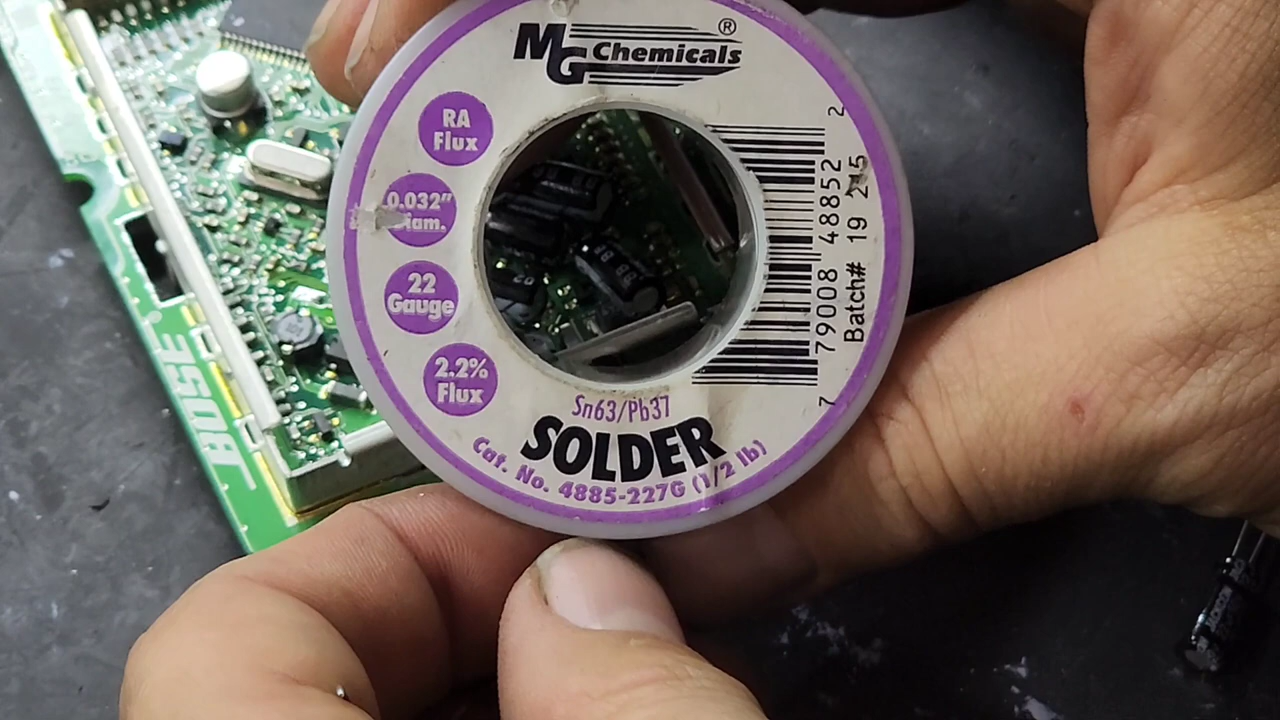 MG Chemicals ®
RA
Flux
0.032"
Diam.
22
Gauge
2.2%
Flux
Sn63/Pb37
SOLDER
Cat. No. 4885-227G (1/2 lb)
7 79008 48852 2
Batch# 19 215
BOSE